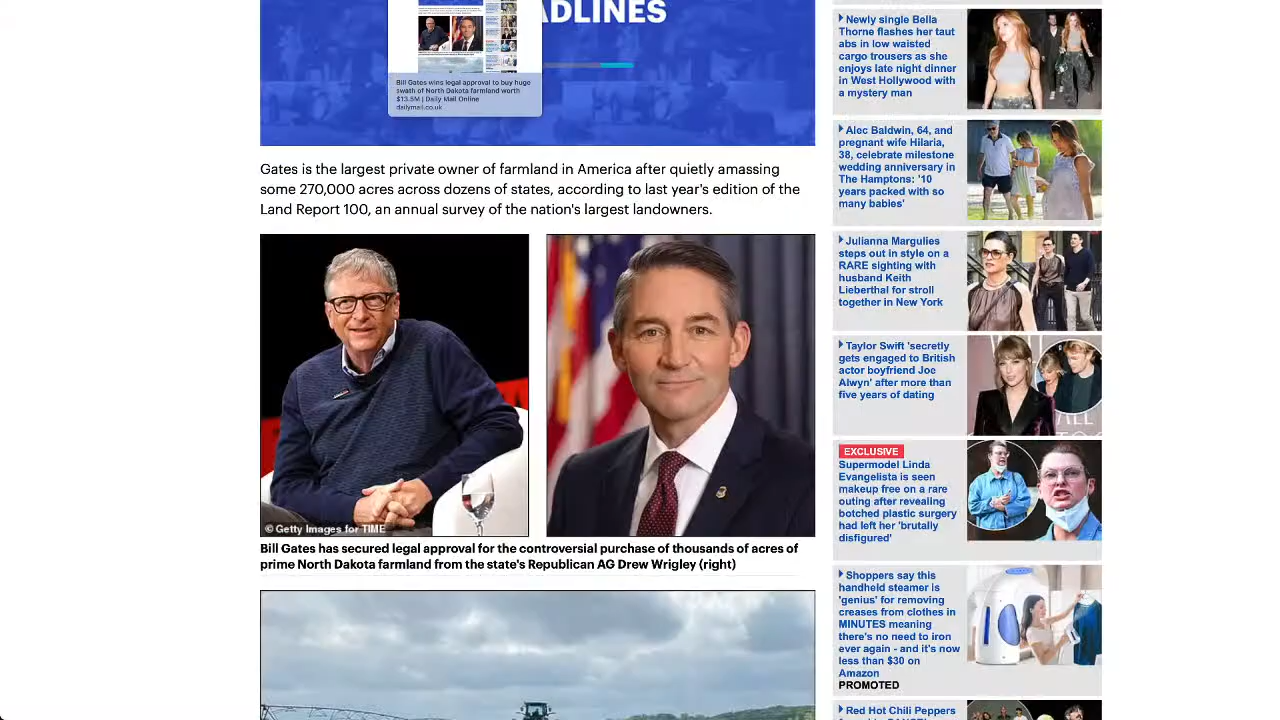 ADLINES
Bill Gates wins legal approval to buy huge
swath of North Dakota farmland worth
$13.5M | Daily Mail Online
dailymail.co.uk
Gates is the largest private owner of farmland in America after quietly amassing
some 270,000 acres across dozens of states, according to last year's edition of the
Land Report 100, an annual survey of the nation's largest landowners.
© Getty Images for TIME
Bill Gates has secured legal approval for the controversial purchase of thousands of acres of
prime North Dakota farmland from the state's Republican AG Drew Wrigley (right)
Newly single Bella
Thorne flashes her taut
abs in low waisted
cargo trousers as she
enjoys late night dinner
in West Hollywood with
a mystery man
Alec Baldwin, 64, and
pregnant wife Hilaria,
38, celebrate milestone
wedding anniversary in
The Hamptons: '10
years packed with so
many babies'
Julianna Margulies
steps out in style on a
RARE sighting with
husband Keith
Lieberthal for stroll
together in New York
Taylor Swift 'secretly
gets engaged to British
actor boyfriend Joe
Alwyn' after more than
five years of dating
EXCLUSIVE
Supermodel Linda
Evangelista is seen
makeup free on a rare
outing after revealing
botched plastic surgery
had left her 'brutally
disfigured'
Shoppers say this
handheld steamer is
'genius' for removing
creases from clothes in
MINUTES meaning
there's no need to iron
ever again - and it's now
less than $30 on
Amazon
PROMOTED
Red Hot Chili Peppers